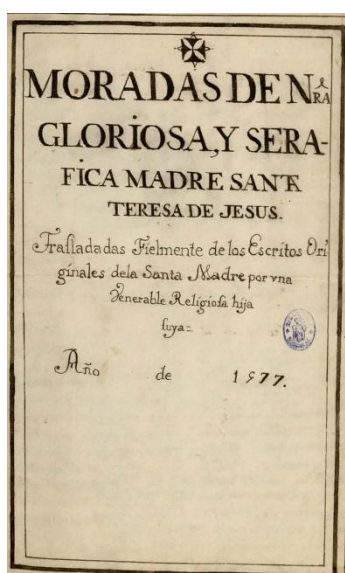 MORADAS DE NRA
GLORIOSA, Y SERA-
FICA MADRE SANTA
TERESA DE JESUS.
Trasladadas Fielmente de los Escritos Ori-
ginales dela Santa Madre por vna
Venerable Religiosa hija
suya=
Año de 1577.